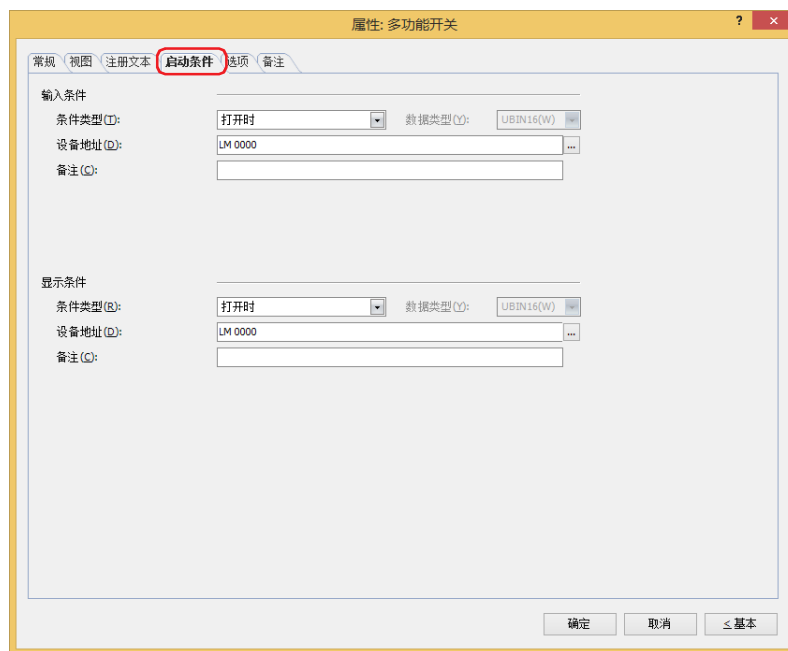 属性: 多功能开关
? ×
常规 视图 注册文本 启动条件 选项 备注
输入条件
条件类型(T): 打开时 数据类型(Y): UBIN16(W)
设备地址(D): LM 0000 ...
备注(C):
显示条件
条件类型(R): 打开时 数据类型(Y): UBIN16(W)
设备地址(D): LM 0000 ...
备注(C):
确定 取消 <基本